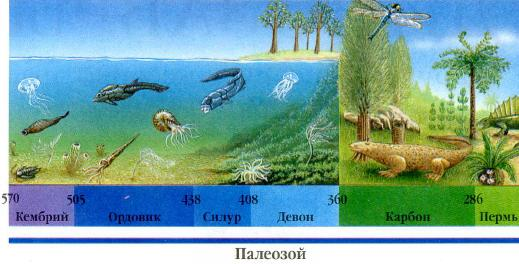 570 505 438 408 360 286
Кембрий Ордовик Силур Девон Карбон Пермь
Палеозой